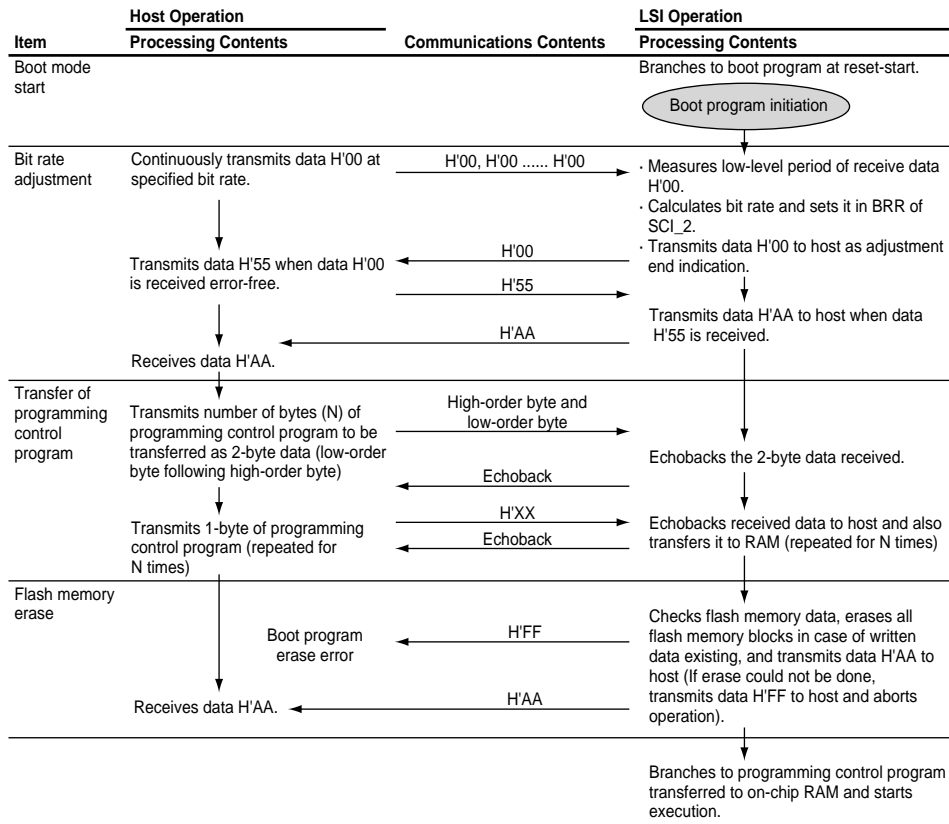 Host Operation
LSI Operation
Item
Processing Contents
Communications Contents
Processing Contents
Boot mode
start
Branches to boot program at reset-start.
Boot program initiation
Bit rate
adjustment
Continuously transmits data H'00 at
specified bit rate.
H'00, H'00 ...... H'00
· Measures low-level period of receive data
H'00.
· Calculates bit rate and sets it in BRR of
SCI_2.
· Transmits data H'00 to host as adjustment
end indication.
H'00
Transmits data H'55 when data H'00
is received error-free.
H'55
Transmits data H'AA to host when data
H'55 is received.
H'AA
Receives data H'AA.
Transfer of
programming
control
program
Transmits number of bytes (N) of
programming control program to be
transferred as 2-byte data (low-order
byte following high-order byte)
High-order byte and
low-order byte
Echobacks the 2-byte data received.
Echoback
Transmits 1-byte of programming
control program (repeated for
N times)
H'XX
Echoback
Echobacks received data to host and also
transfers it to RAM (repeated for N times)
Flash memory
erase
Boot program
erase error
H'FF
Checks flash memory data, erases all
flash memory blocks in case of written
data existing, and transmits data H'AA to
host (If erase could not be done,
transmits data H'FF to host and aborts
operation).
Receives data H'AA.
H'AA
Branches to programming control program
transferred to on-chip RAM and starts
execution.